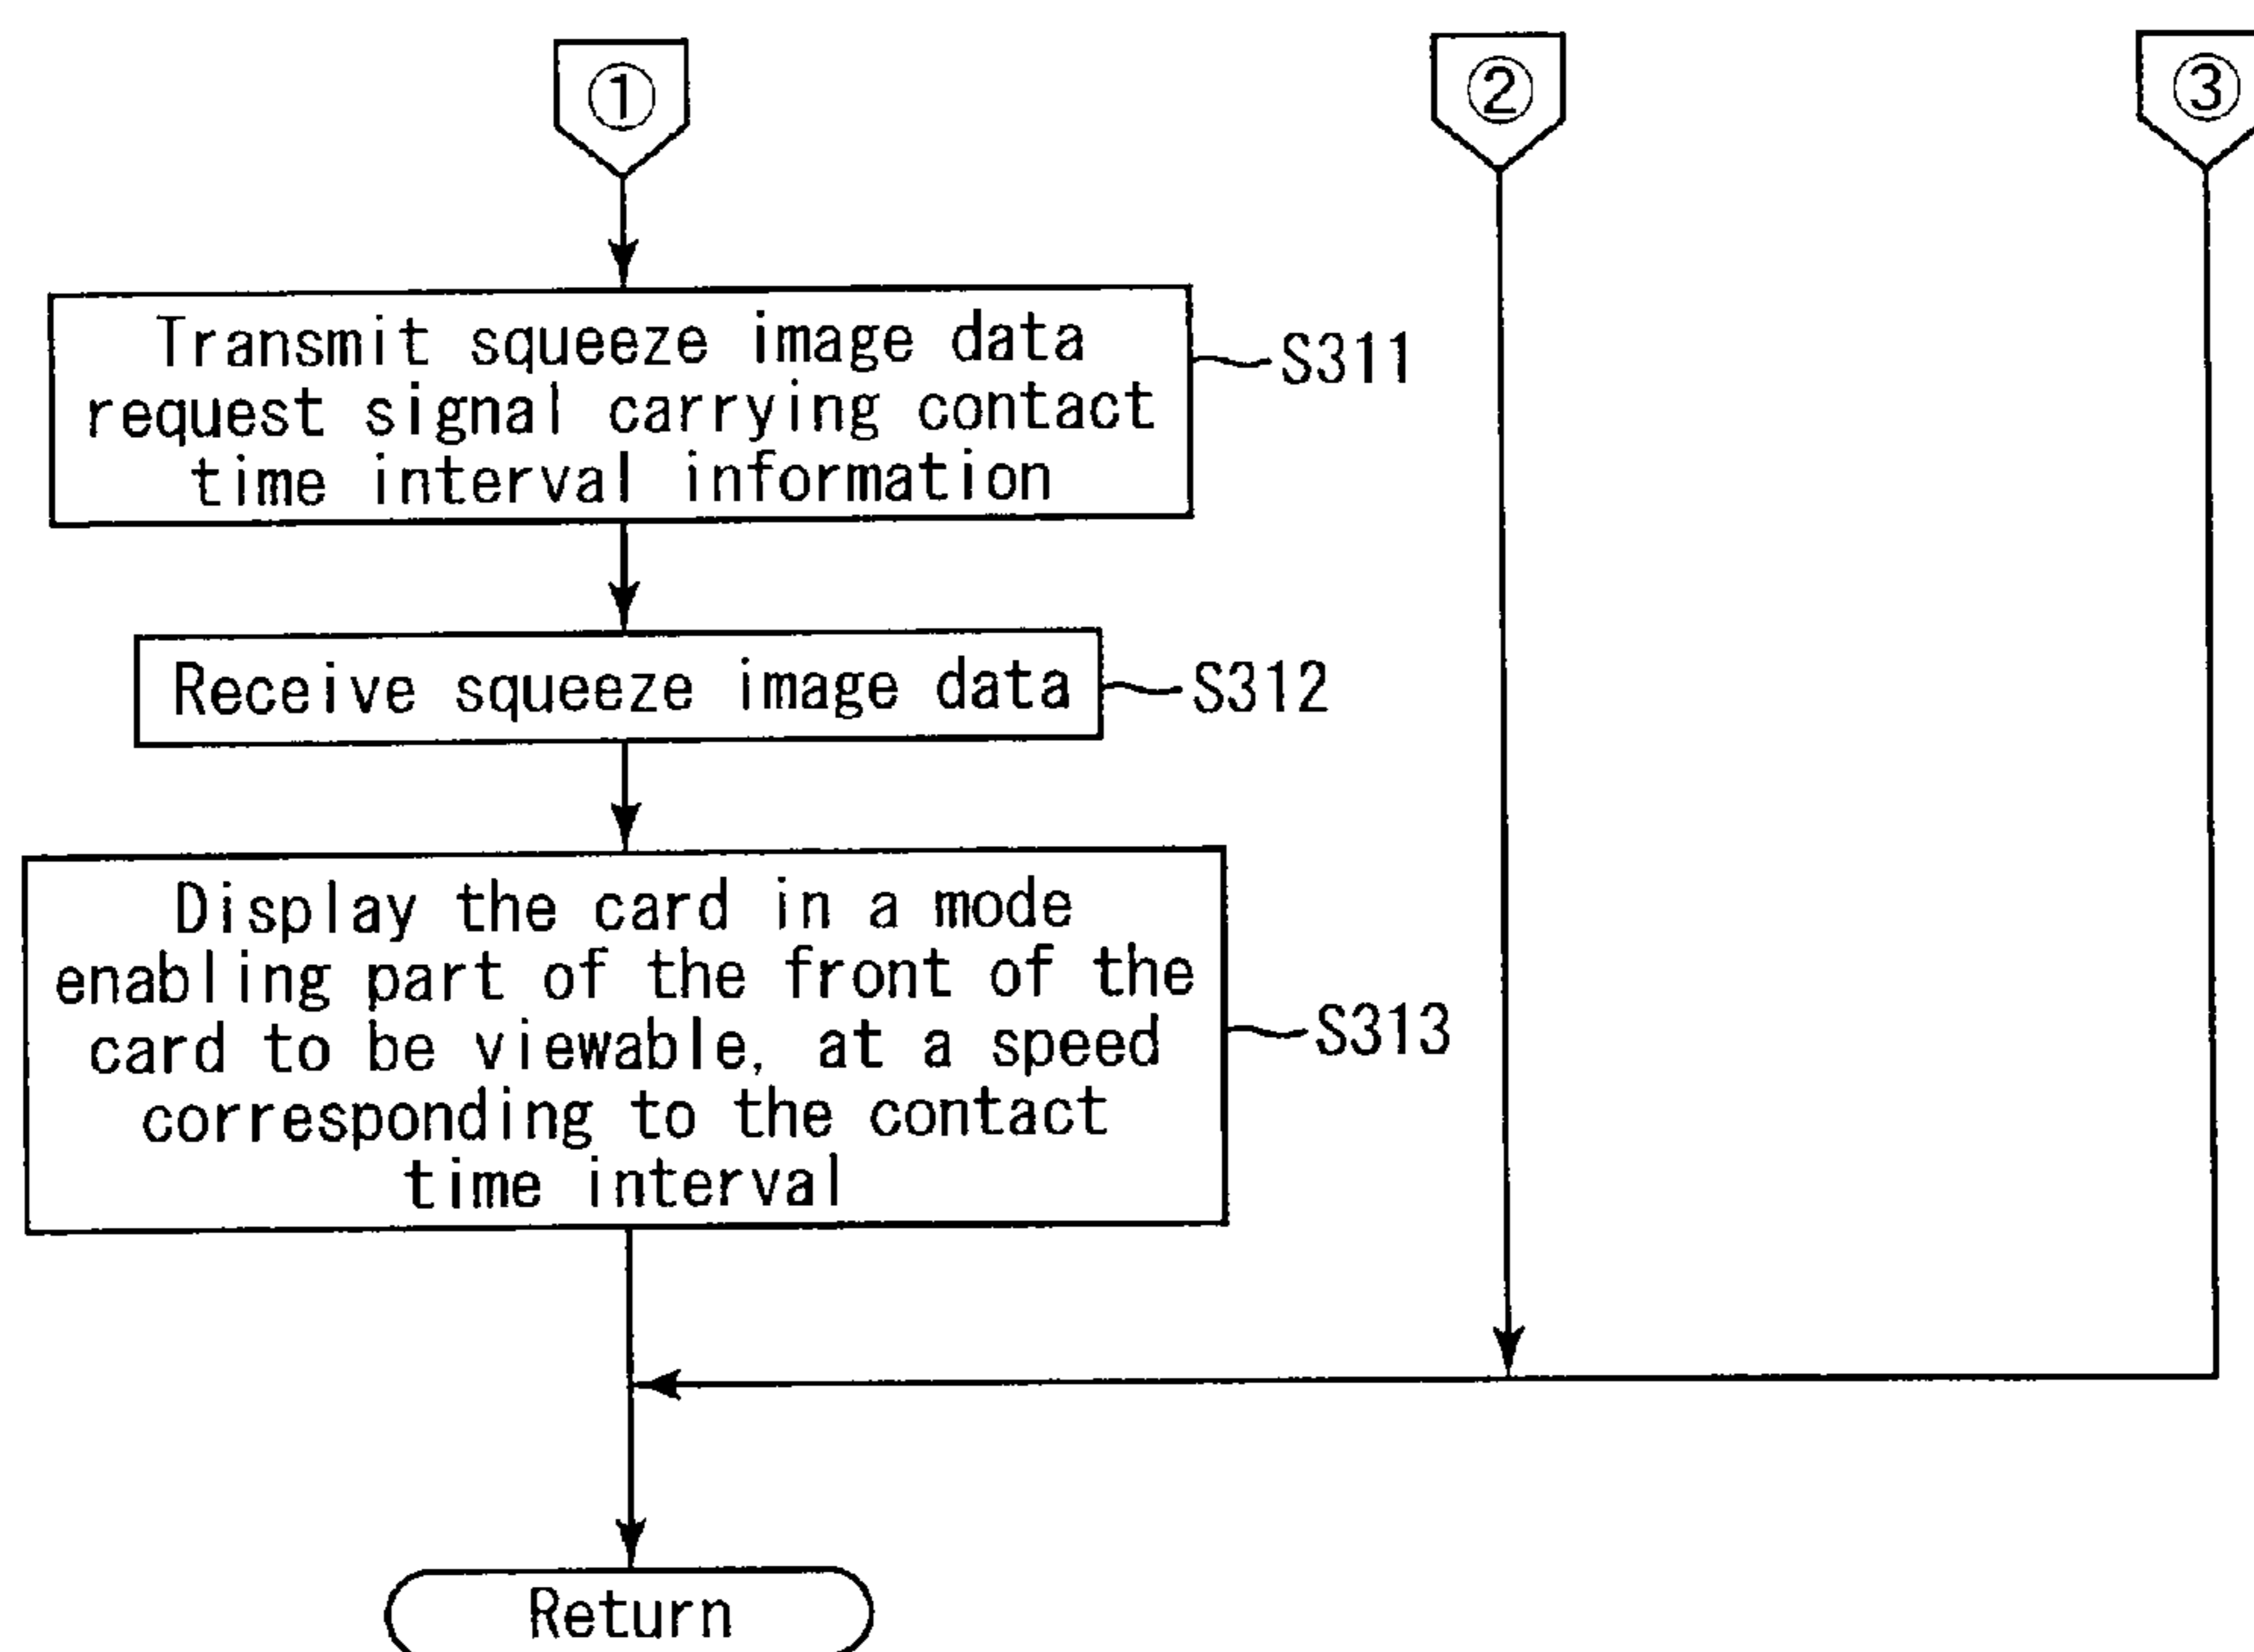 ① ② ③
Transmit squeeze image data
request signal carrying contact
time interval information
S311
Receive squeeze image data
S312
Display the card in a mode
enabling part of the front of the
card to be viewable, at a speed
corresponding to the contact
time interval
S313
Return